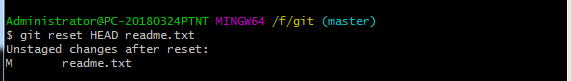 Administrator@PC-20180324PTNT MINGW64 /f/git (master)
$ git reset HEAD readme.txt
Unstaged changes after reset:
M       readme.txt